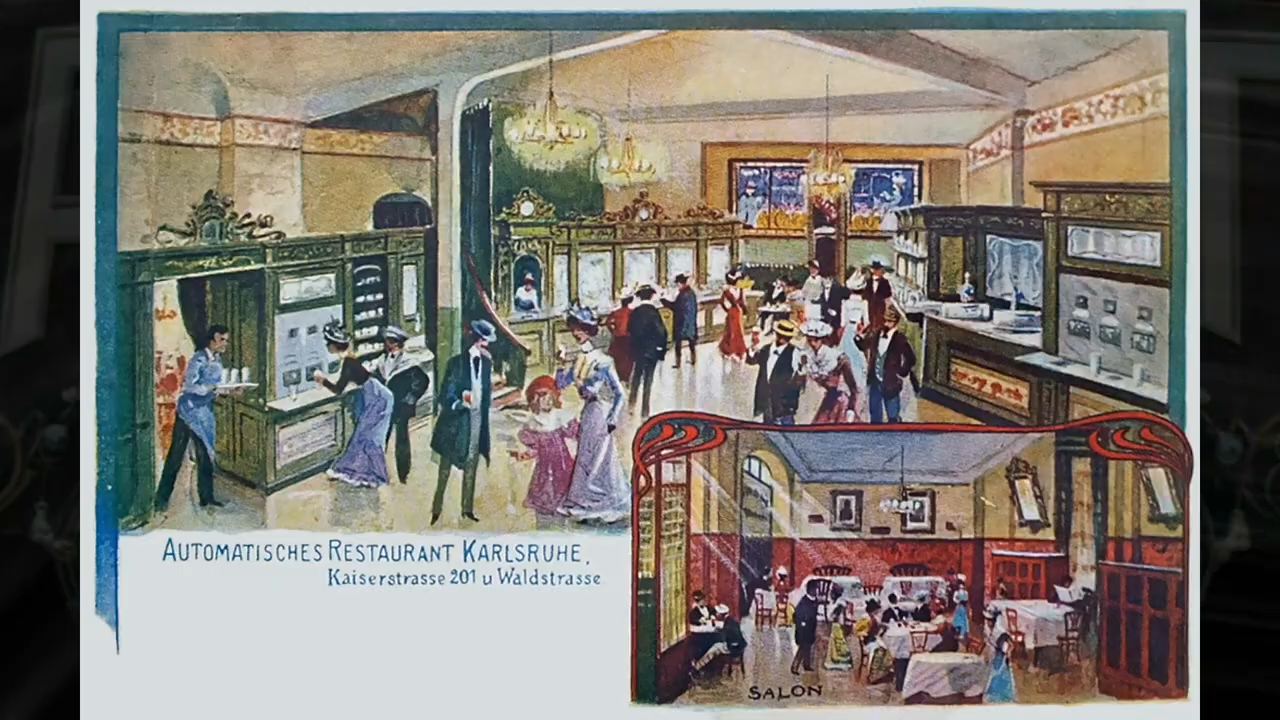 AUTOMATISCHES RESTAURANT KARLSRUHE,
Kaiserstrasse 201 u Waldstrasse
SALON